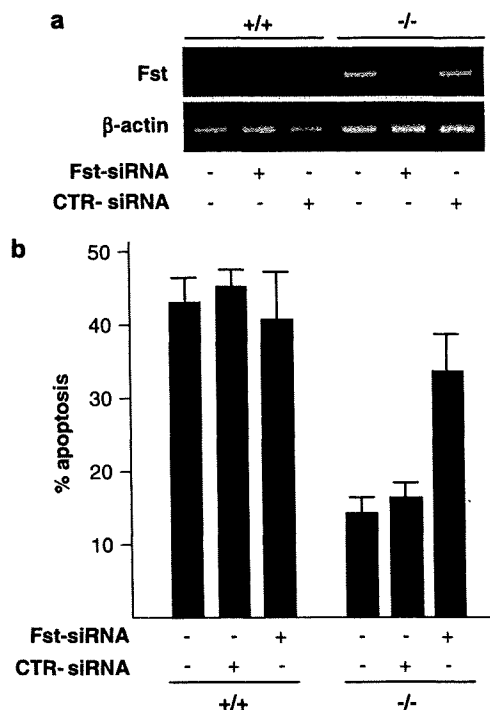 a
+/+ -/-
Fst
β-actin
Fst-siRNA - + - - + -
CTR- siRNA - - + - - +
b
50
40
30
20
10
% apoptosis
Fst-siRNA - - + - - +
CTR- siRNA - + - - + -
+/+ -/-